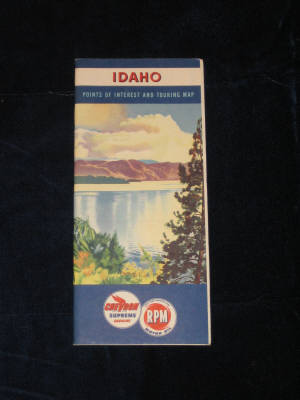 IDAHO
POINTS OF INTEREST AND TOURING MAP
CHEVRON
SUPREME
GASOLINE
RPM
MOTOR OIL